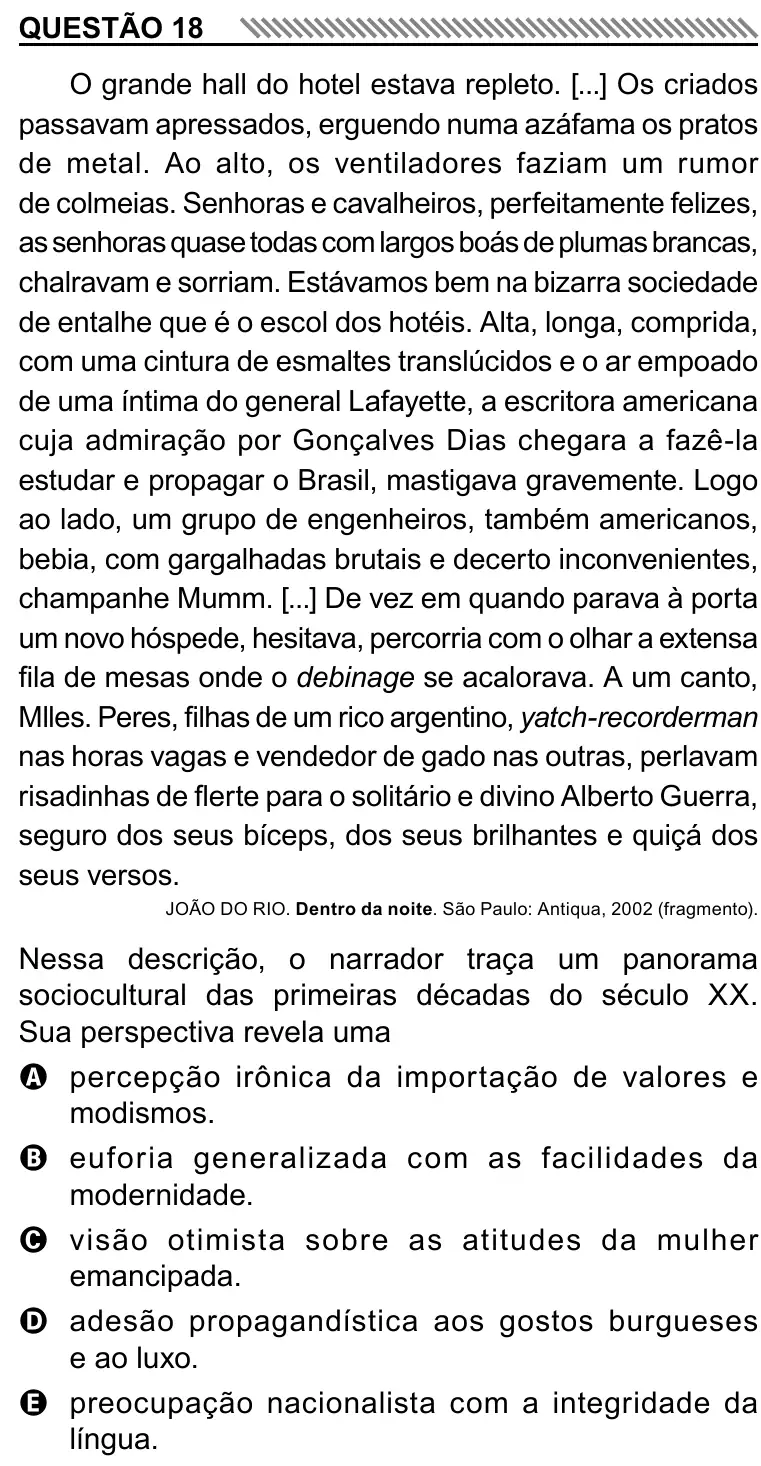 QUESTÃO 18
O grande hall do hotel estava repleto. [...] Os criados
passavam apressados, erguendo numa azáfama os pratos
de metal. Ao alto, os ventiladores faziam um rumor
de colmeias. Senhoras e cavalheiros, perfeitamente felizes,
as senhoras quase todas com largos boás de plumas brancas,
chalravam e sorriam. Estávamos bem na bizarra sociedade
de entalhe que é o escol dos hotéis. Alta, longa, comprida,
com uma cintura de esmaltes translúcidos e o ar empoado
de uma íntima do general Lafayette, a escritora americana
cuja admiração por Gonçalves Dias chegara a fazê-la
estudar e propagar o Brasil, mastigava gravemente. Logo
ao lado, um grupo de engenheiros, também americanos,
bebia, com gargalhadas brutais e decerto inconvenientes,
champanhe Mumm. [...] De vez em quando parava à porta
um novo hóspede, hesitava, percorria com o olhar a extensa
fila de mesas onde o debinage se acalorava. A um canto,
Mlles. Peres, filhas de um rico argentino, yatch-recorderman
nas horas vagas e vendedor de gado nas outras, perlavam
risadinhas de flerte para o solitário e divino Alberto Guerra,
seguro dos seus bíceps, dos seus brilhantes e quiçá dos
seus versos.
JOÃO DO RIO. Dentro da noite. São Paulo: Antiqua, 2002 (fragmento).
Nessa descrição, o narrador traça um panorama
sociocultural das primeiras décadas do século XX.
Sua perspectiva revela uma
A percepção irônica da importação de valores e
modismos.
B euforia generalizada com as facilidades da
modernidade.
C visão otimista sobre as atitudes da mulher
emancipada.
D adesão propagandística aos gostos burgueses
e ao luxo.
E preocupação nacionalista com a integridade da
língua.